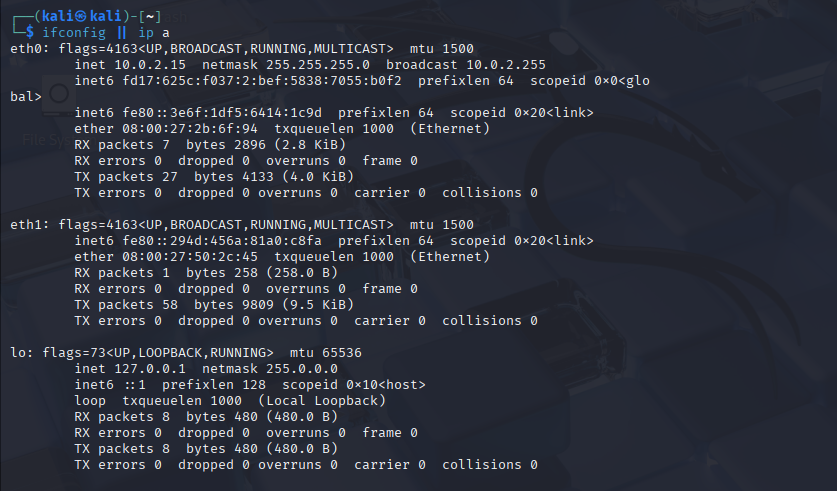 ┌──(kali㉿kali)-[~]
└─$ ifconfig || ip a
eth0: flags=4163<UP,BROADCAST,RUNNING,MULTICAST>  mtu 1500
        inet 10.0.2.15  netmask 255.255.255.0  broadcast 10.0.2.255
        inet6 fd17:625c:f037:2:bef:5838:7055:b0f2  prefixlen 64  scopeid 0×0<glo
bal>
        inet6 fe80::3e6f:1df5:6414:1c9d  prefixlen 64  scopeid 0×20<link>
        ether 08:00:27:2b:6f:94  txqueuelen 1000  (Ethernet)
        RX packets 7  bytes 2896 (2.8 KiB)
        RX errors 0  dropped 0  overruns 0  frame 0
        TX packets 27  bytes 4133 (4.0 KiB)
        TX errors 0  dropped 0 overruns 0  carrier 0  collisions 0

eth1: flags=4163<UP,BROADCAST,RUNNING,MULTICAST>  mtu 1500
        inet6 fe80::294d:456a:81a0:c8fa  prefixlen 64  scopeid 0×20<link>
        ether 08:00:27:50:2c:45  txqueuelen 1000  (Ethernet)
        RX packets 1  bytes 258 (258.0 B)
        RX errors 0  dropped 0  overruns 0  frame 0
        TX packets 58  bytes 9809 (9.5 KiB)
        TX errors 0  dropped 0 overruns 0  carrier 0  collisions 0

lo: flags=73<UP,LOOPBACK,RUNNING>  mtu 65536
        inet 127.0.0.1  netmask 255.0.0.0
        inet6 ::1  prefixlen 128  scopeid 0×10<host>
        loop  txqueuelen 1000  (Local Loopback)
        RX packets 8  bytes 480 (480.0 B)
        RX errors 0  dropped 0  overruns 0  frame 0
        TX packets 8  bytes 480 (480.0 B)
        TX errors 0  dropped 0 overruns 0  carrier 0  collisions 0